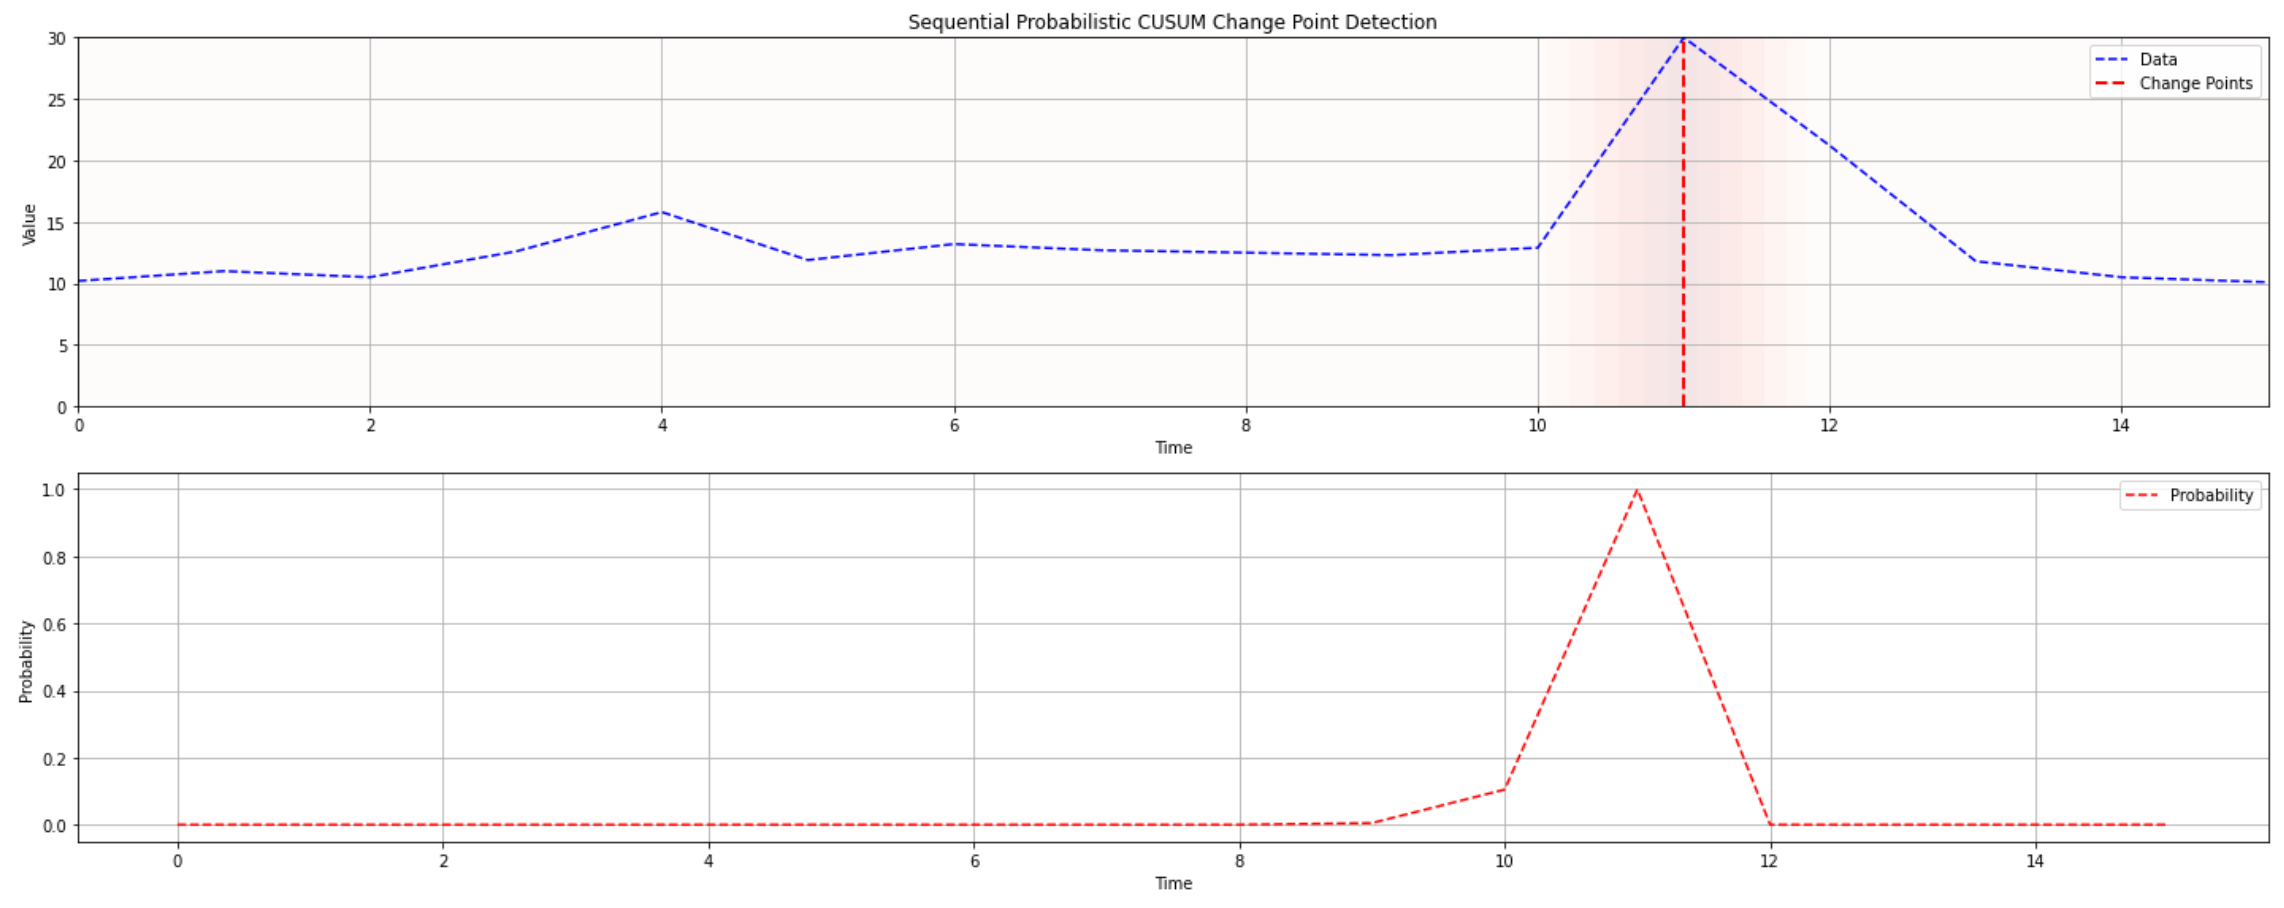 Sequential Probabilistic CUSUM Change Point Detection
30
25
20
15
10
5
0
Value
Data
Change Points
0 2 4 6 8 10 12 14
Time
1.0
0.8
0.6
0.4
0.2
0.0
Probability
Probability
0 2 4 6 8 10 12 14
Time